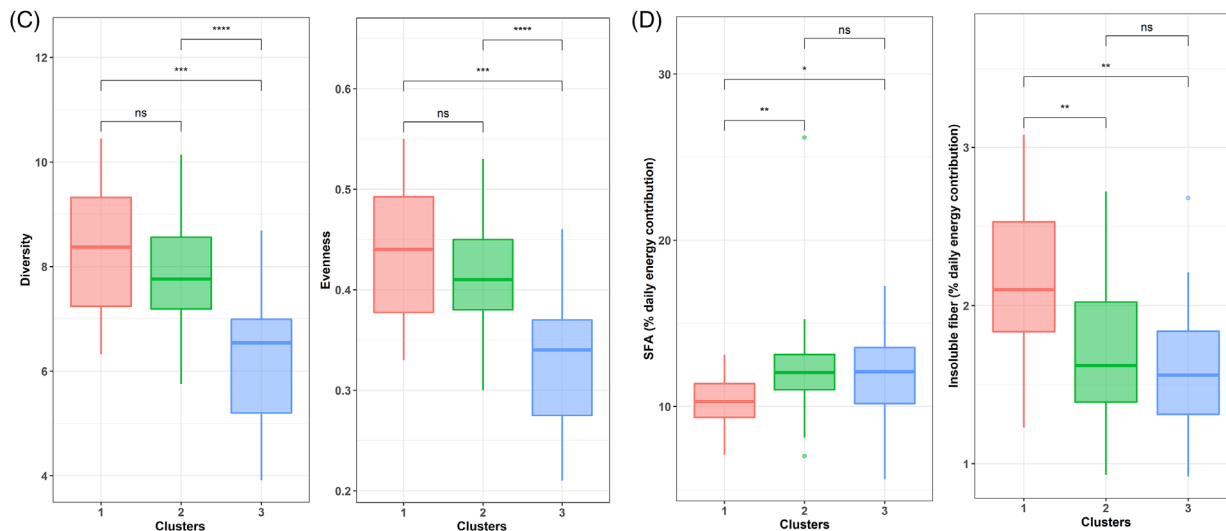 (C)
Diversity
12
10
8
6
4
****
***
ns
1 2 3
Clusters
Evenness
0.6
0.5
0.4
0.3
0.2
****
***
ns
1 2 3
Clusters
(D)
SFA (% daily energy contribution)
30
20
10
ns
*
**
1 2 3
Clusters
Insoluble fiber (% daily energy contribution)
3
2
1
ns
**
**
1 2 3
Clusters